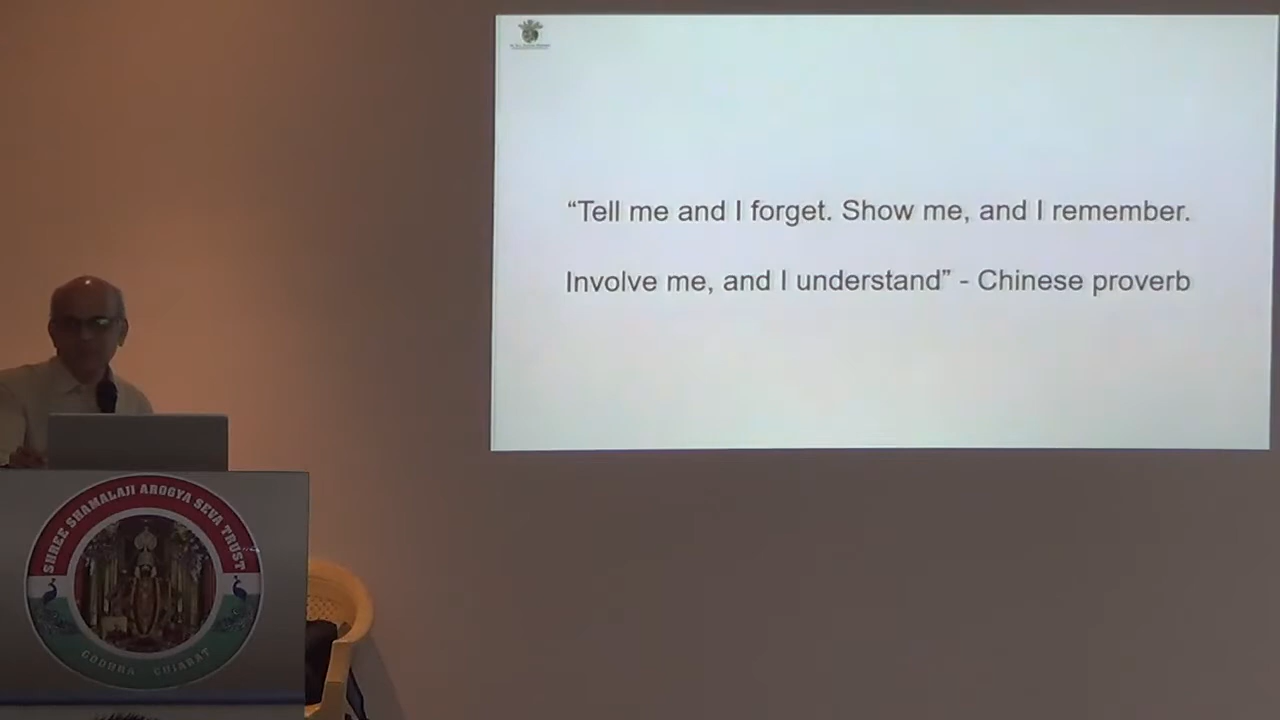 “Tell me and I forget. Show me, and I remember.
Involve me, and I understand” - Chinese proverb
SHREE SHAMALAJI AROGYA SEVA TRUST
GODHRA GUJARAT